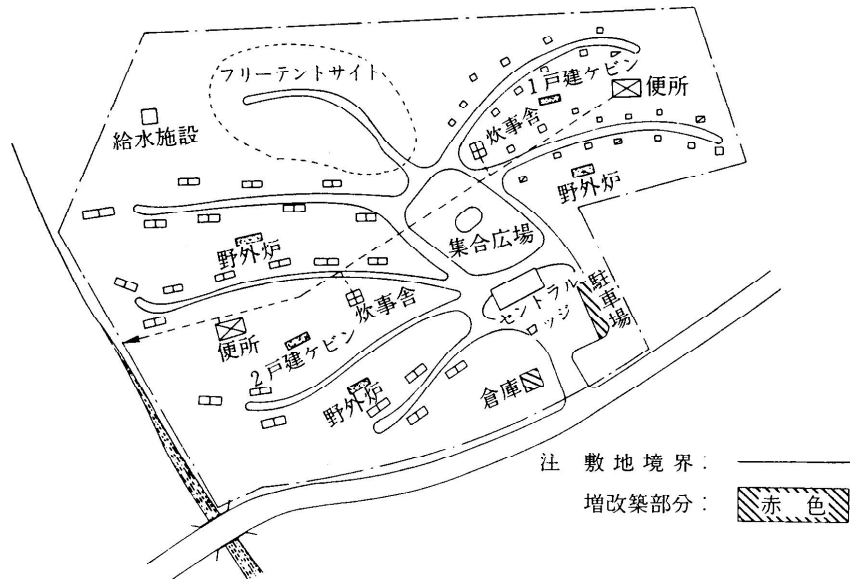 フリーテントサイト
1戸建ケビン
便所
炊事舎
給水施設
野外炉
集合広場
野外炉
駐車場
セントラルロッジ
炊事舎
便所
2戸建ケビン
野外炉
倉庫
注 敷地境界:
増改築部分: 赤色